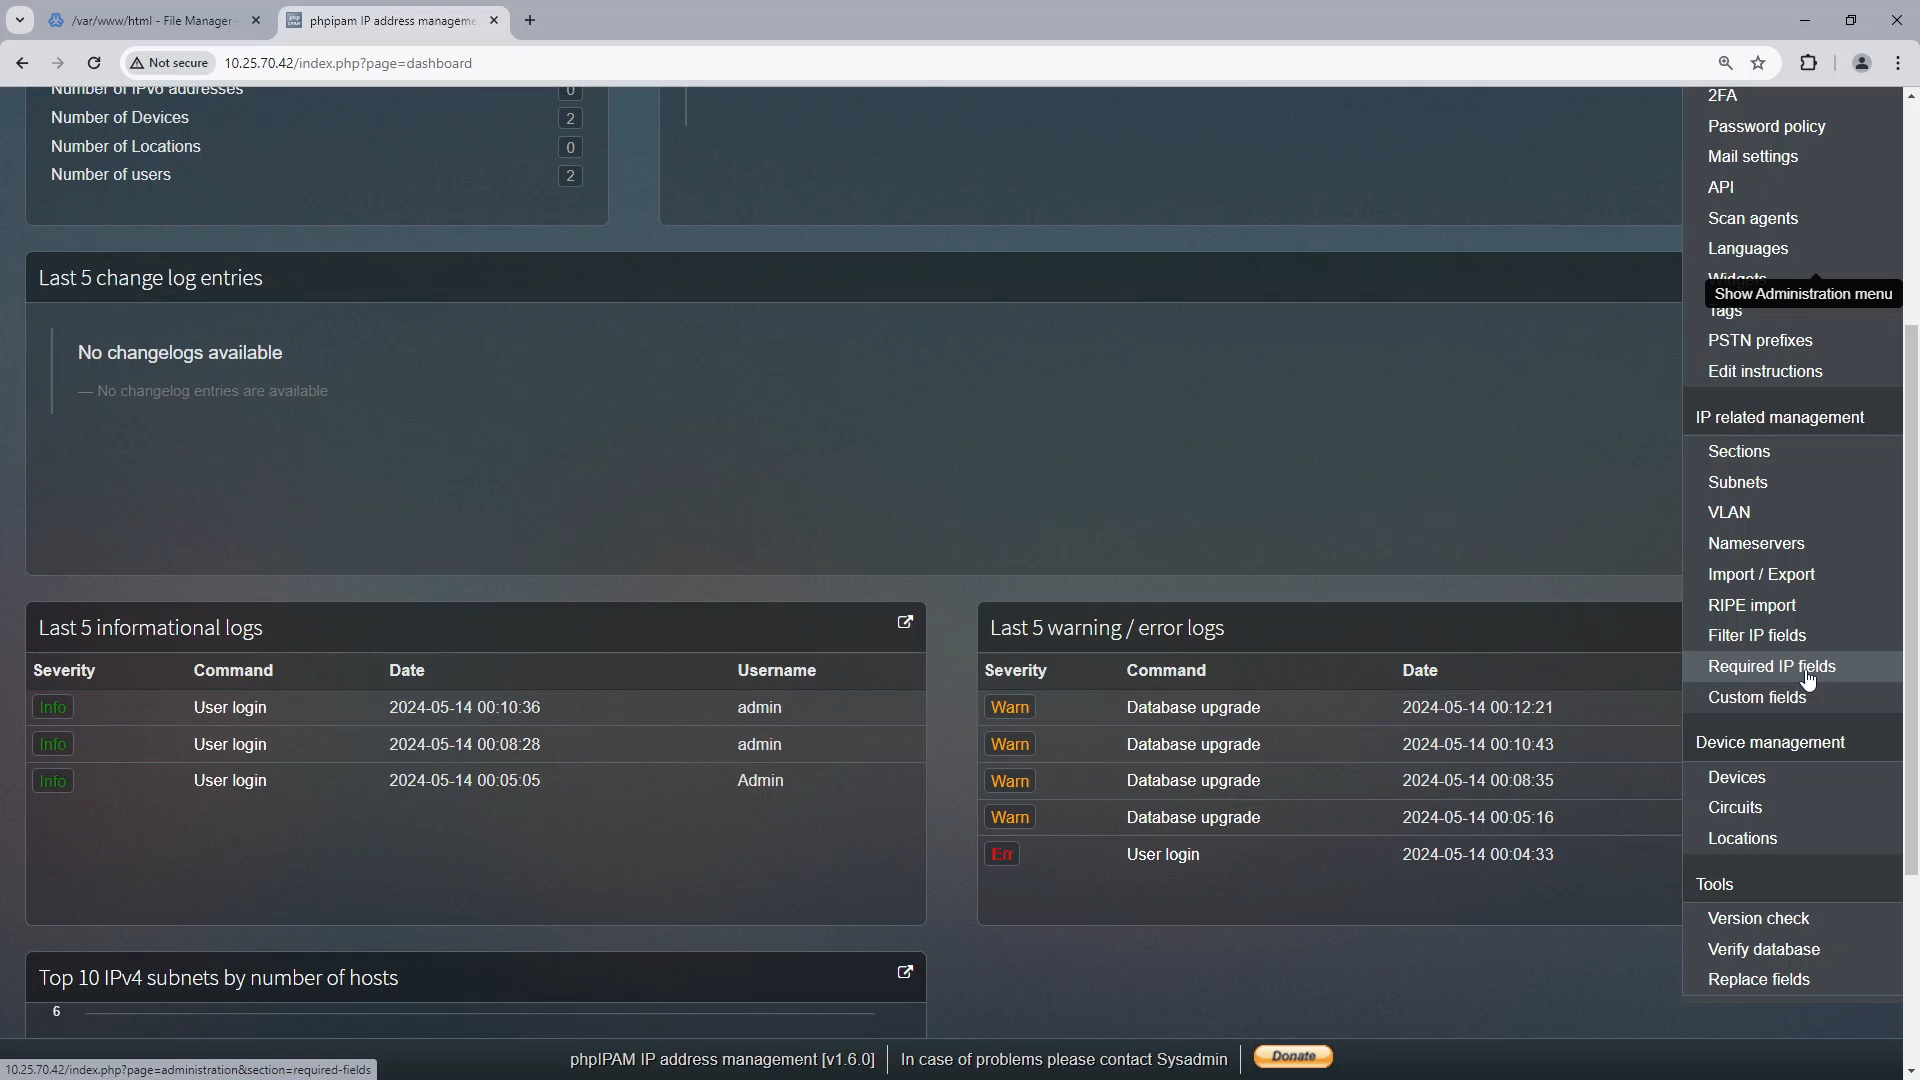 /var/www/html - File Manager
phpipam IP address manageme
Not secure
10.25.70.42/index.php?page=dashboard
Number of IPv6 addresses 0
Number of Devices 2
Number of Locations 0
Number of users 2
Last 5 change log entries
No changelogs available
— No changelog entries are available
Last 5 informational logs
Severity Command Date Username
Info User login 2024-05-14 00:10:36 admin
Info User login 2024-05-14 00:08:28 admin
Info User login 2024-05-14 00:05:05 Admin
Last 5 warning / error logs
Severity Command Date
Warn Database upgrade 2024-05-14 00:12:21
Warn Database upgrade 2024-05-14 00:10:43
Warn Database upgrade 2024-05-14 00:08:35
Warn Database upgrade 2024-05-14 00:05:16
Err User login 2024-05-14 00:04:33
Top 10 IPv4 subnets by number of hosts
6
2FA
Password policy
Mail settings
API
Scan agents
Languages
Widgets
Show Administration menu
Tags
PSTN prefixes
Edit instructions
IP related management
Sections
Subnets
VLAN
Nameservers
Import / Export
RIPE import
Filter IP fields
Required IP fields
Custom fields
Device management
Devices
Circuits
Locations
Tools
Version check
Verify database
Replace fields
phpIPAM IP address management [v1.6.0]
In case of problems please contact Sysadmin
Donate
10.25.70.42/index.php?page=administration&section=required-fields